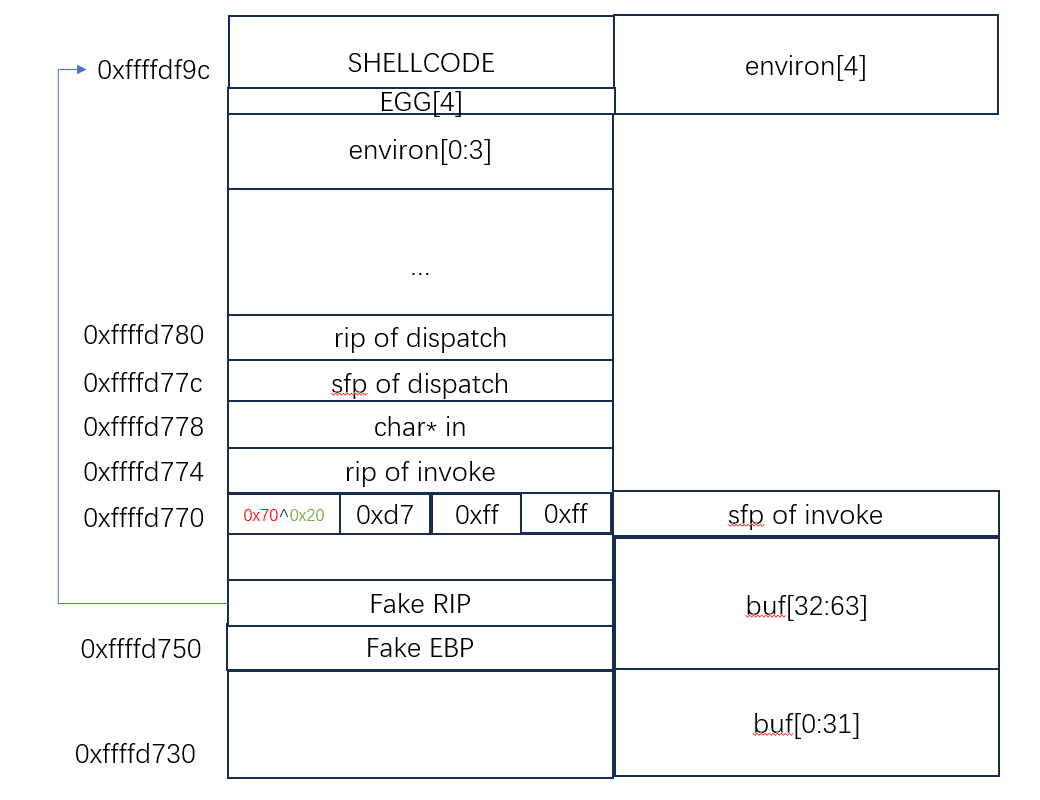 0xffffdf9c SHELLCODE environ[4]
EGG[4]
environ[0:3]
...
0xffffd780 rip of dispatch
0xffffd77c sfp of dispatch
0xffffd778 char* in
0xffffd774 rip of invoke
0xffffd770 0x70^0x20 0xd7 0xff 0xff sfp of invoke
Fake RIP buf[32:63]
0xffffd750 Fake EBP
buf[0:31]
0xffffd730